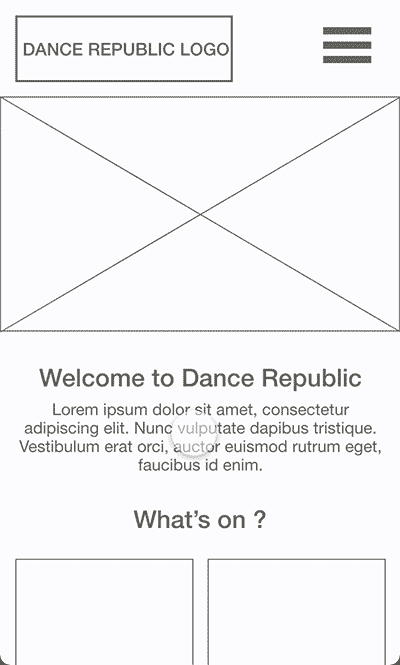 DANCE REPUBLIC LOGO
Welcome to Dance Republic
Lorem ipsum dolor sit amet, consectetur
adipiscing elit. Nunc vulputate dapibus tristique.
Vestibulum erat orci, auctor euismod rutrum eget,
faucibus id enim.
What’s on ?